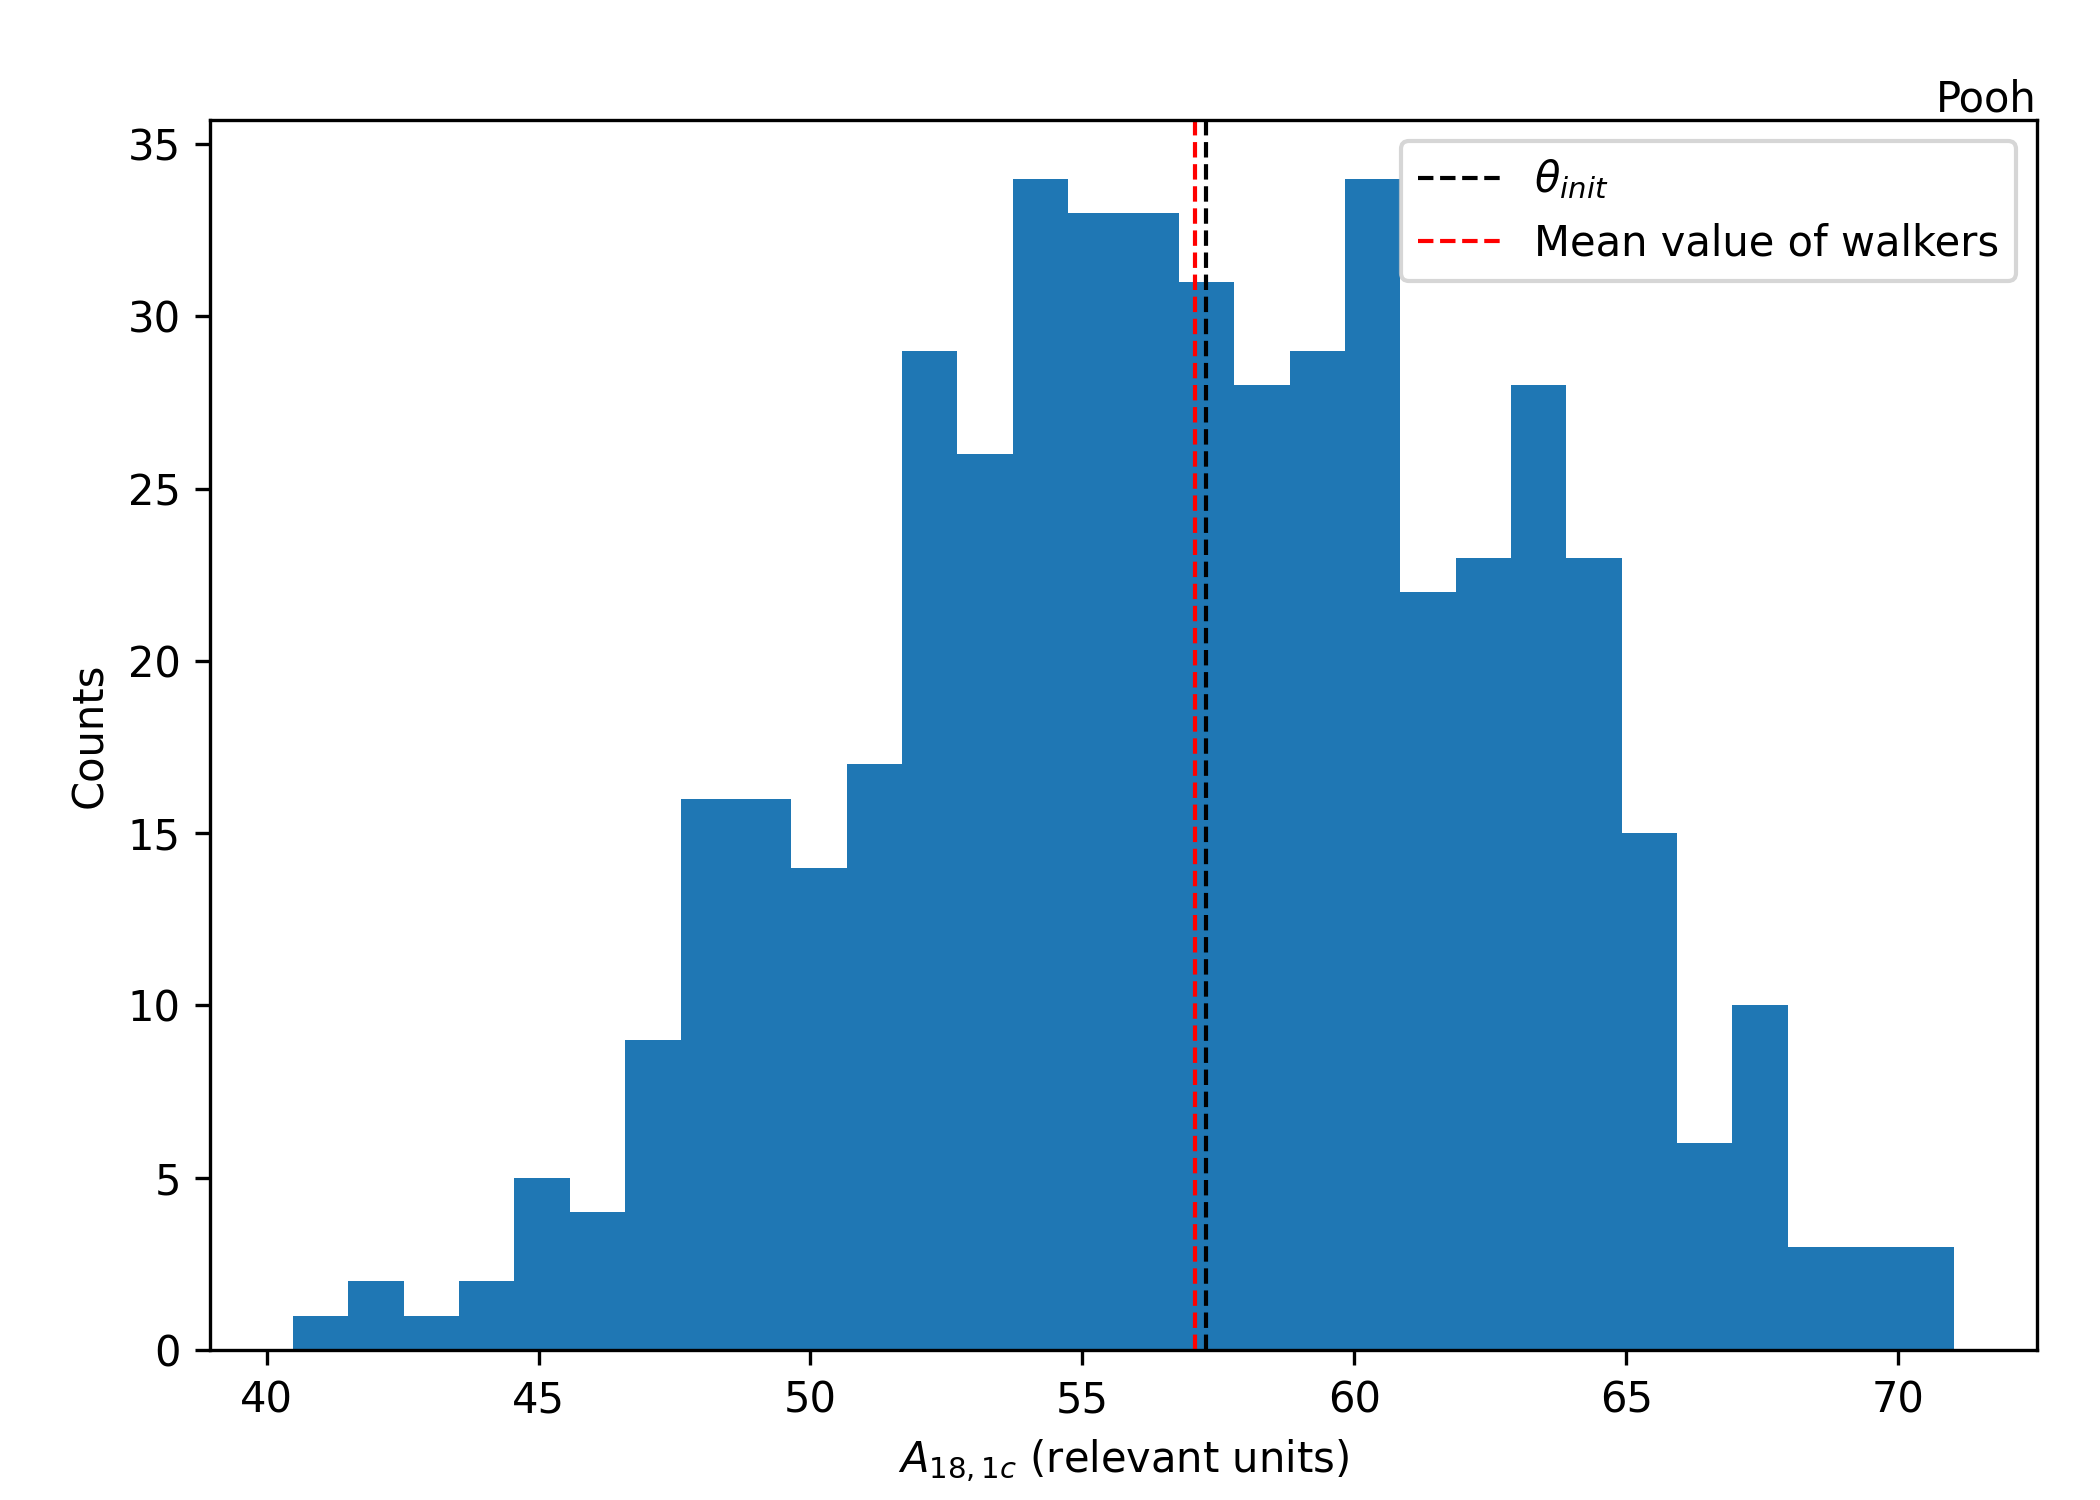 Pooh
35
30
25
20
15
10
5
0
Counts
θinit
Mean value of walkers
40 45 50 55 60 65 70
A18, 1c (relevant units)